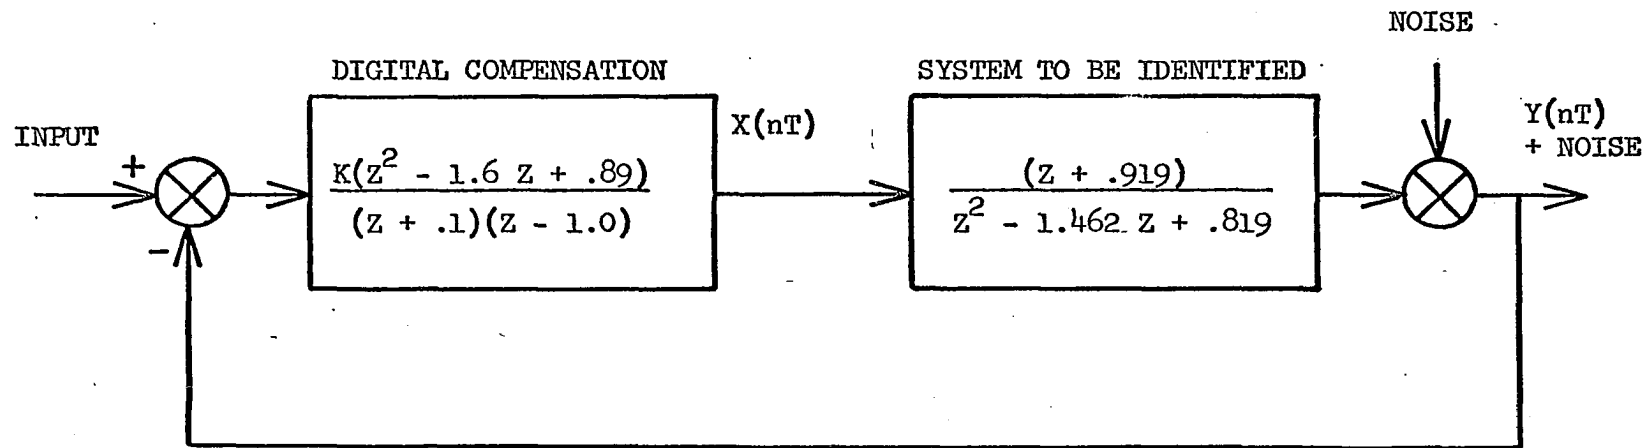 NOISE
DIGITAL COMPENSATION
SYSTEM TO BE IDENTIFIED
INPUT
+
K(Z² - 1.6 Z + .89)
(Z + .1)(Z - 1.0)
X(nT)
(Z + .919)
Z² - 1.462 Z + .819
Y(nT)
+ NOISE
-